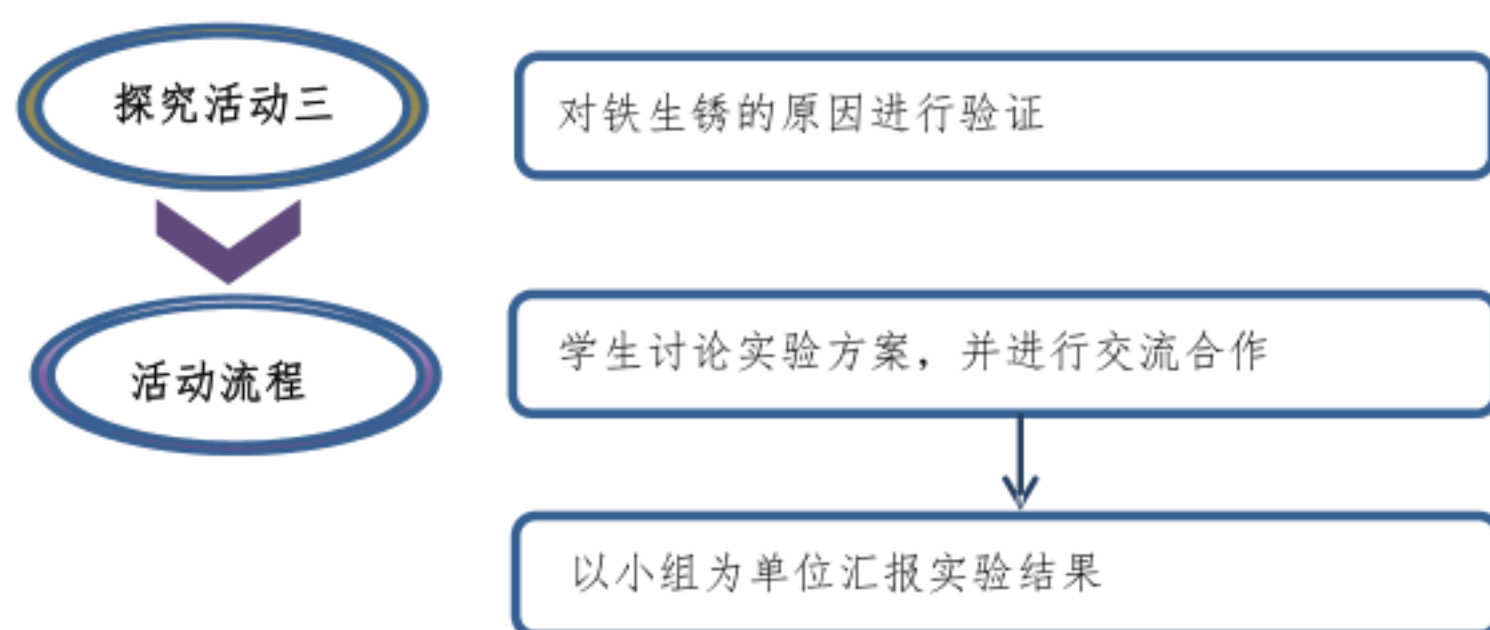 探究活动三
对铁生锈的原因进行验证
活动流程
学生讨论实验方案，并进行交流合作
以小组为单位汇报实验结果